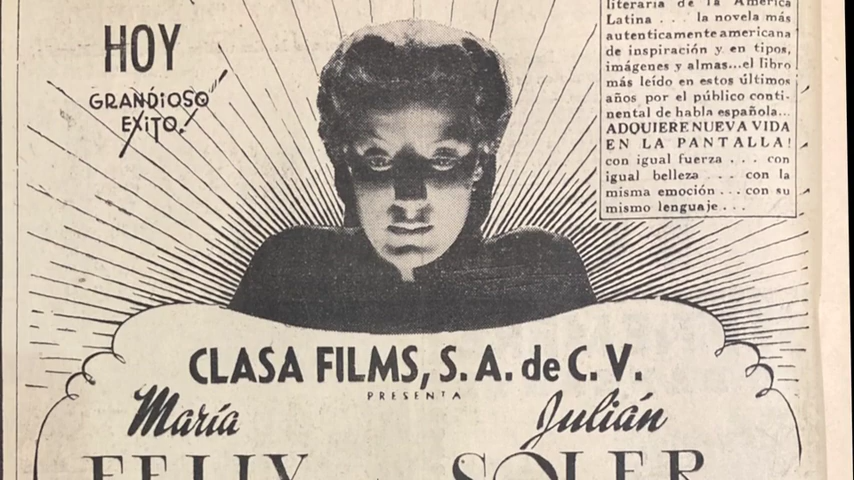 HOY
GRANDIOSO
EXITO!
literaria de la America
Latina . . . la novela más
autenticamente americana
de inspiración y en tipos,
imágenes y almas...el libro
más leído en estos últimos
años por el público conti-
nental de habla española...
ADQUIERE NUEVA VIDA
EN LA PANTALLA!
con igual fuerza . . . con
igual belleza . . . con la
misma emoción . . . con su
mismo lenguaje . . .
CLASA FILMS, S. A. de C. V.
PRESENTA
María Julián
FELIX SOLER